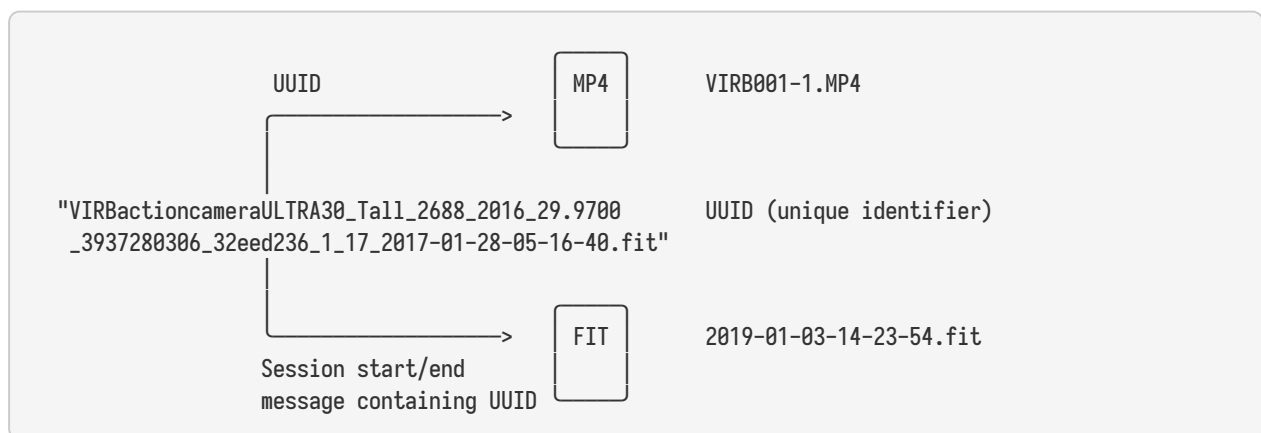 UUID MP4 VIRB001-1.MP4
"VIRBactioncameraULTRA30_Tall_2688_2016_29.9700 UUID (unique identifier)
_3937280306_32eed236_1_17_2017-01-28-05-16-40.fit"
FIT 2019-01-03-14-23-54.fit
Session start/end
message containing UUID